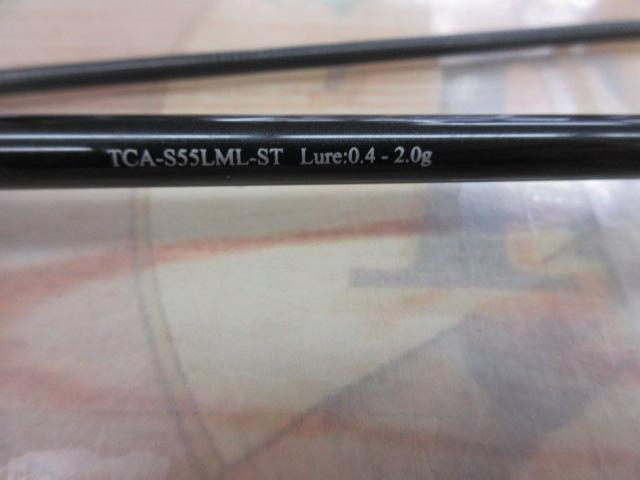 TCA-S55LML-ST Lure:0.4 - 2.0g